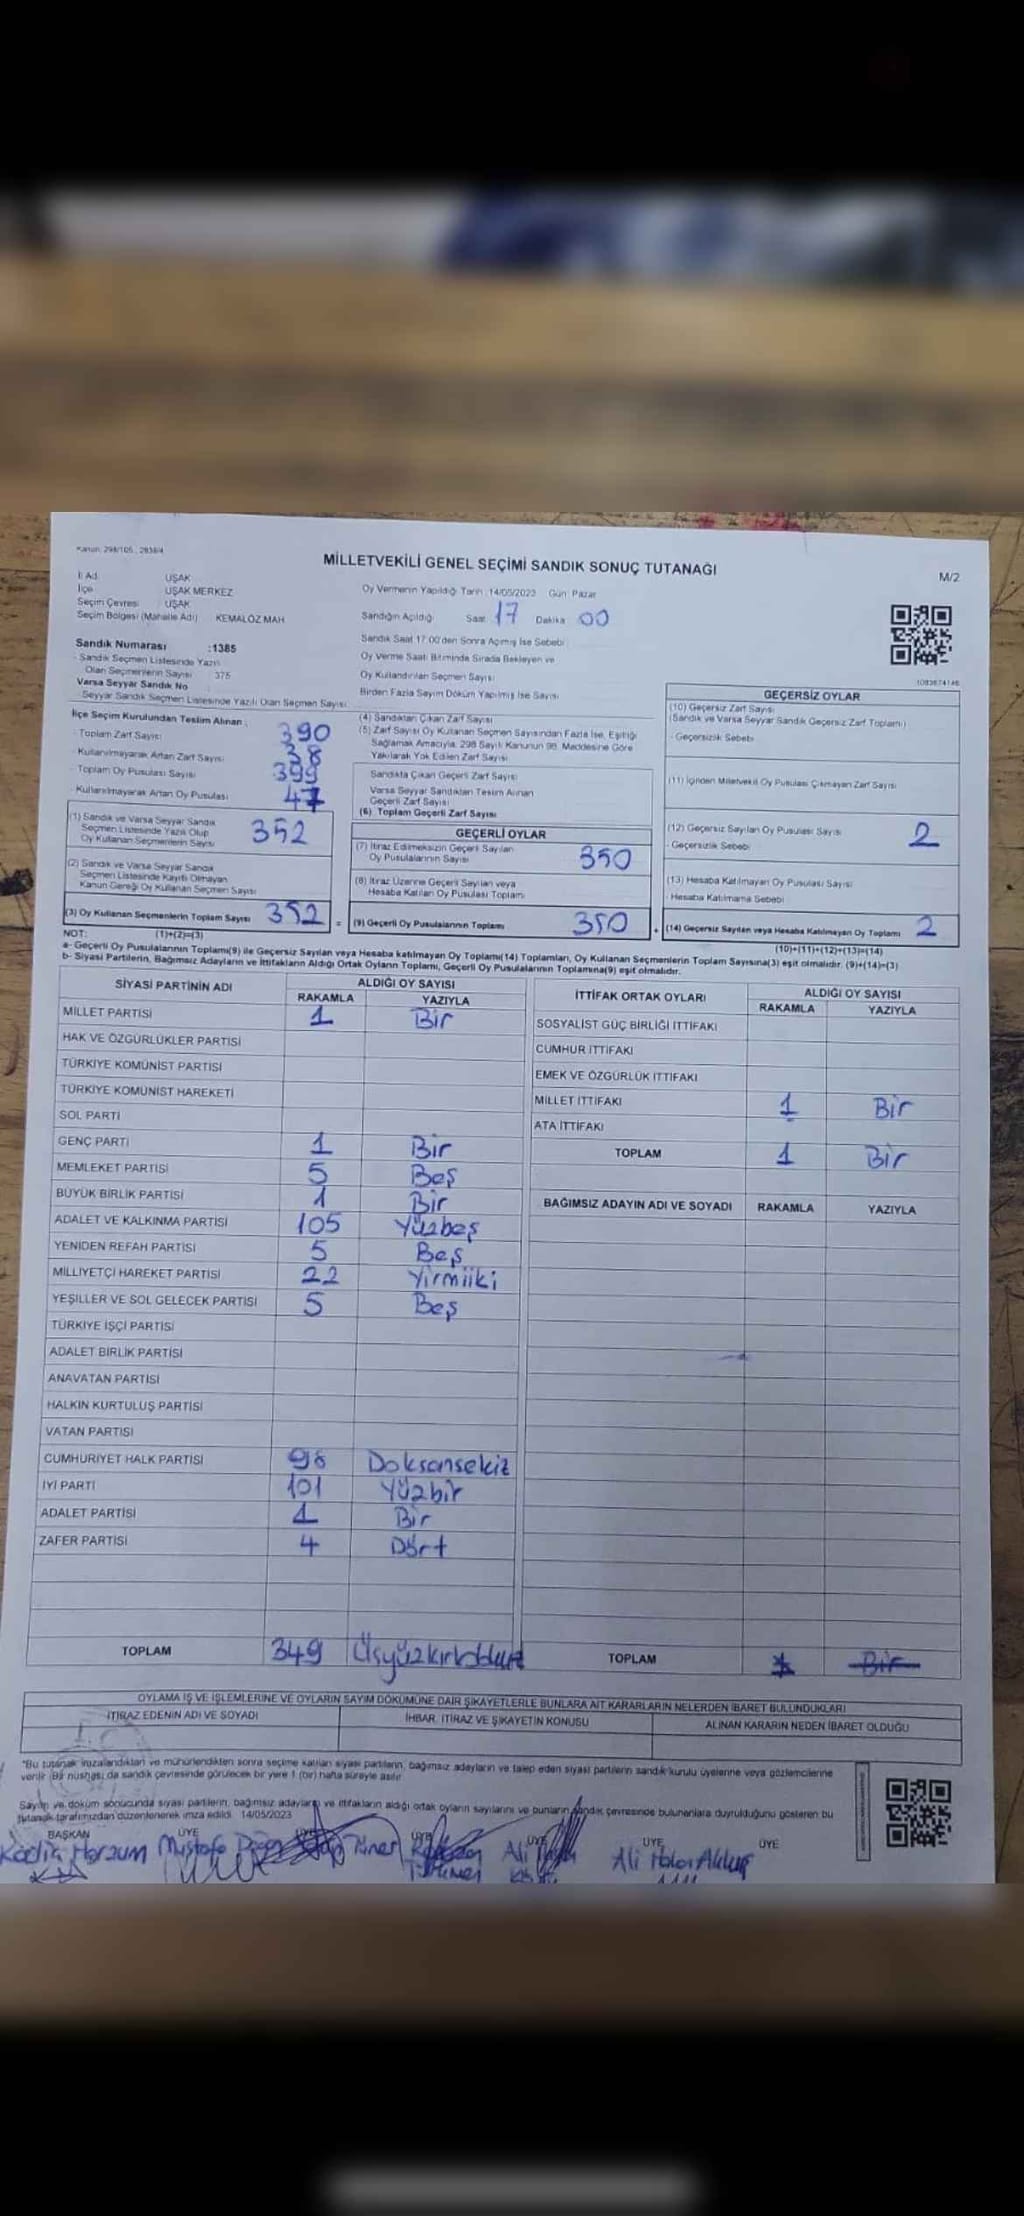 Kanun: 298/105 , 2839/4
MİLLETVEKİLİ GENEL SEÇİMİ SANDIK SONUÇ TUTANAĞI
M/2
İl Adı UŞAK
İlçe UŞAK MERKEZ
Seçim Çevresi UŞAK
Seçim Bölgesi (Mahalle Adı) KEMALÖZ MAH
Oy Vermenin Yapıldığı Tarih: 14/05/2023 Gün: Pazar
Sandığın Açıldığı Saat 17 Dakika 00
Sandık Saat 17:00'den Sonra Açılmış İse Sebebi
Oy Verme Saati Bitiminde Sırada Bekleyen ve
Oy Kullandırılan Seçmen Sayısı
Birden Fazla Sayım Döküm Yapılmış İse Sayısı
Sandık Numarası :1385
- Sandık Seçmen Listesinde Yazılı
Olan Seçmenlerin Sayısı 375
Varsa Seyyar Sandık No
- Seyyar Sandık Seçmen Listesinde Yazılı Olan Seçmen Sayısı
İlçe Seçim Kurulundan Teslim Alınan ;
- Toplam Zarf Sayısı 390
- Kullanılmayarak Artan Zarf Sayısı 38
- Toplam Oy Pusulası Sayısı 399
- Kullanılmayarak Artan Oy Pusulası 47
(1) Sandık ve Varsa Seyyar Sandık
Seçmen Listesinde Yazılı Olup
Oy Kullanan Seçmenlerin Sayısı 352
(2) Sandık ve Varsa Seyyar Sandık
Seçmen Listesinde Kayıtlı Olmayan
Kanun Gereği Oy Kullanan Seçmen Sayısı
(3) Oy Kullanan Seçmenlerin Toplam Sayısı 352
(1)+(2)=(3)
(4) Sandıktan Çıkan Zarf Sayısı
(5) Zarf Sayısı Oy Kullanan Seçmen Sayısından Fazla İse, Eşitliği
Sağlamak Amacıyla, 298 Sayılı Kanunun 98. Maddesine Göre
Yakılarak Yok Edilen Zarf Sayısı
Sandıkta Çıkan Geçerli Zarf Sayısı
Varsa Seyyar Sandıktan Teslim Alınan
Geçerli Zarf Sayısı
(6) Toplam Geçerli Zarf Sayısı
GEÇERLİ OYLAR
(7) İtiraz Edilmeksizin Geçerli Sayılan
Oy Pusulalarının Sayısı 350
(8) İtiraz Üzerine Geçerli Sayılan veya
Hesaba Katılan Oy Pusulası Toplamı
= (9) Geçerli Oy Pusulalarının Toplamı 350
1083674146
GEÇERSİZ OYLAR
(10) Geçersiz Zarf Sayısı
(Sandık ve Varsa Seyyar Sandık Geçersiz Zarf Toplamı)
- Geçersizlik Sebebi
(11) İçinden Milletvekili Oy Pusulası Çıkmayan Zarf Sayısı
(12) Geçersiz Sayılan Oy Pusulası Sayısı 2
- Geçersizlik Sebebi
(13) Hesaba Katılmayan Oy Pusulası Sayısı
- Hesaba Katılmama Sebebi
+ (14) Geçersiz Sayılan veya Hesaba Katılmayan Oy Toplamı 2
(10)+(11)+(12)+(13)=(14)
NOT:
a- Geçerli Oy Pusulalarının Toplamı(9) ile Geçersiz Sayılan veya Hesaba katılmayan Oy Toplamı(14) Toplamları, Oy Kullanan Seçmenlerin Toplam Sayısına(3) eşit olmalıdır. (9)+(14)=(3)
b- Siyasi Partilerin, Bağımsız Adayların ve İttifakların Aldığı Ortak Oyların Toplamı, Geçerli Oy Pusulalarının Toplamına(9) eşit olmalıdır.
SİYASİ PARTİNİN ADI ALDIĞI OY SAYISI
RAKAMLA YAZIYLA
MİLLET PARTİSİ 1 Bir
HAK VE ÖZGÜRLÜKLER PARTİSİ
TÜRKİYE KOMÜNİST PARTİSİ
TÜRKİYE KOMÜNİST HAREKETİ
SOL PARTİ
GENÇ PARTİ 1 Bir
MEMLEKET PARTİSİ 5 Beş
BÜYÜK BİRLİK PARTİSİ 1 Bir
ADALET VE KALKINMA PARTİSİ 105 Yüzbeş
YENİDEN REFAH PARTİSİ 5 Beş
MİLLİYETÇİ HAREKET PARTİSİ 22 Yirmiiki
YEŞİLLER VE SOL GELECEK PARTİSİ 5 Beş
TÜRKİYE İŞÇİ PARTİSİ
ADALET BİRLİK PARTİSİ
ANAVATAN PARTİSİ
HALKIN KURTULUŞ PARTİSİ
VATAN PARTİSİ
CUMHURİYET HALK PARTİSİ 98 Doksansekiz
İYİ PARTİ 101 Yüzbir
ADALET PARTİSİ 1 Bir
ZAFER PARTİSİ 4 Dört
TOPLAM 349
İTTİFAK ORTAK OYLARI ALDIĞI OY SAYISI
RAKAMLA YAZIYLA
SOSYALİST GÜÇ BİRLİĞİ İTTİFAKI
CUMHUR İTTİFAKI
EMEK VE ÖZGÜRLÜK İTTİFAKI
MİLLET İTTİFAKI 1 Bir
ATA İTTİFAKI
TOPLAM 1 Bir
BAĞIMSIZ ADAYIN ADI VE SOYADI RAKAMLA YAZIYLA
TOPLAM Bir
OYLAMA İŞ VE İŞLEMLERİNE VE OYLARIN SAYIM DÖKÜMÜNE DAİR ŞİKAYETLERLE BUNLARA AİT KARARLARIN NELERDEN İBARET BULUNDUKLARI
İTİRAZ EDENİN ADI VE SOYADI İHBAR, İTİRAZ VE ŞİKAYETİN KONUSU ALINAN KARARIN NEDEN İBARET OLDUĞU
"Bu tutanak imzalandıktan ve mühürlendikten sonra seçime katılan siyasi partilerin, bağımsız adayların ve talep eden siyasi partilerin sandık kurulu üyelerine veya gözlemcilerine
verilir. Bir nüshası da sandık çevresinde görülecek bir yere 1 (bir) hafta süreyle asılır.
Sayım ve döküm sonucunda siyasi partilerin, bağımsız adayların ve ittifakların aldığı ortak oyların sayılarını ve bunların sandık çevresinde bulunanlara duyrulduğunu gösteren bu
tutanak tarafımızdan düzenlenerek imza edildi. 14/05/2023
BAŞKAN ÜYE ÜYE ÜYE ÜYE ÜYE ÜYE
Mustafa
Ali